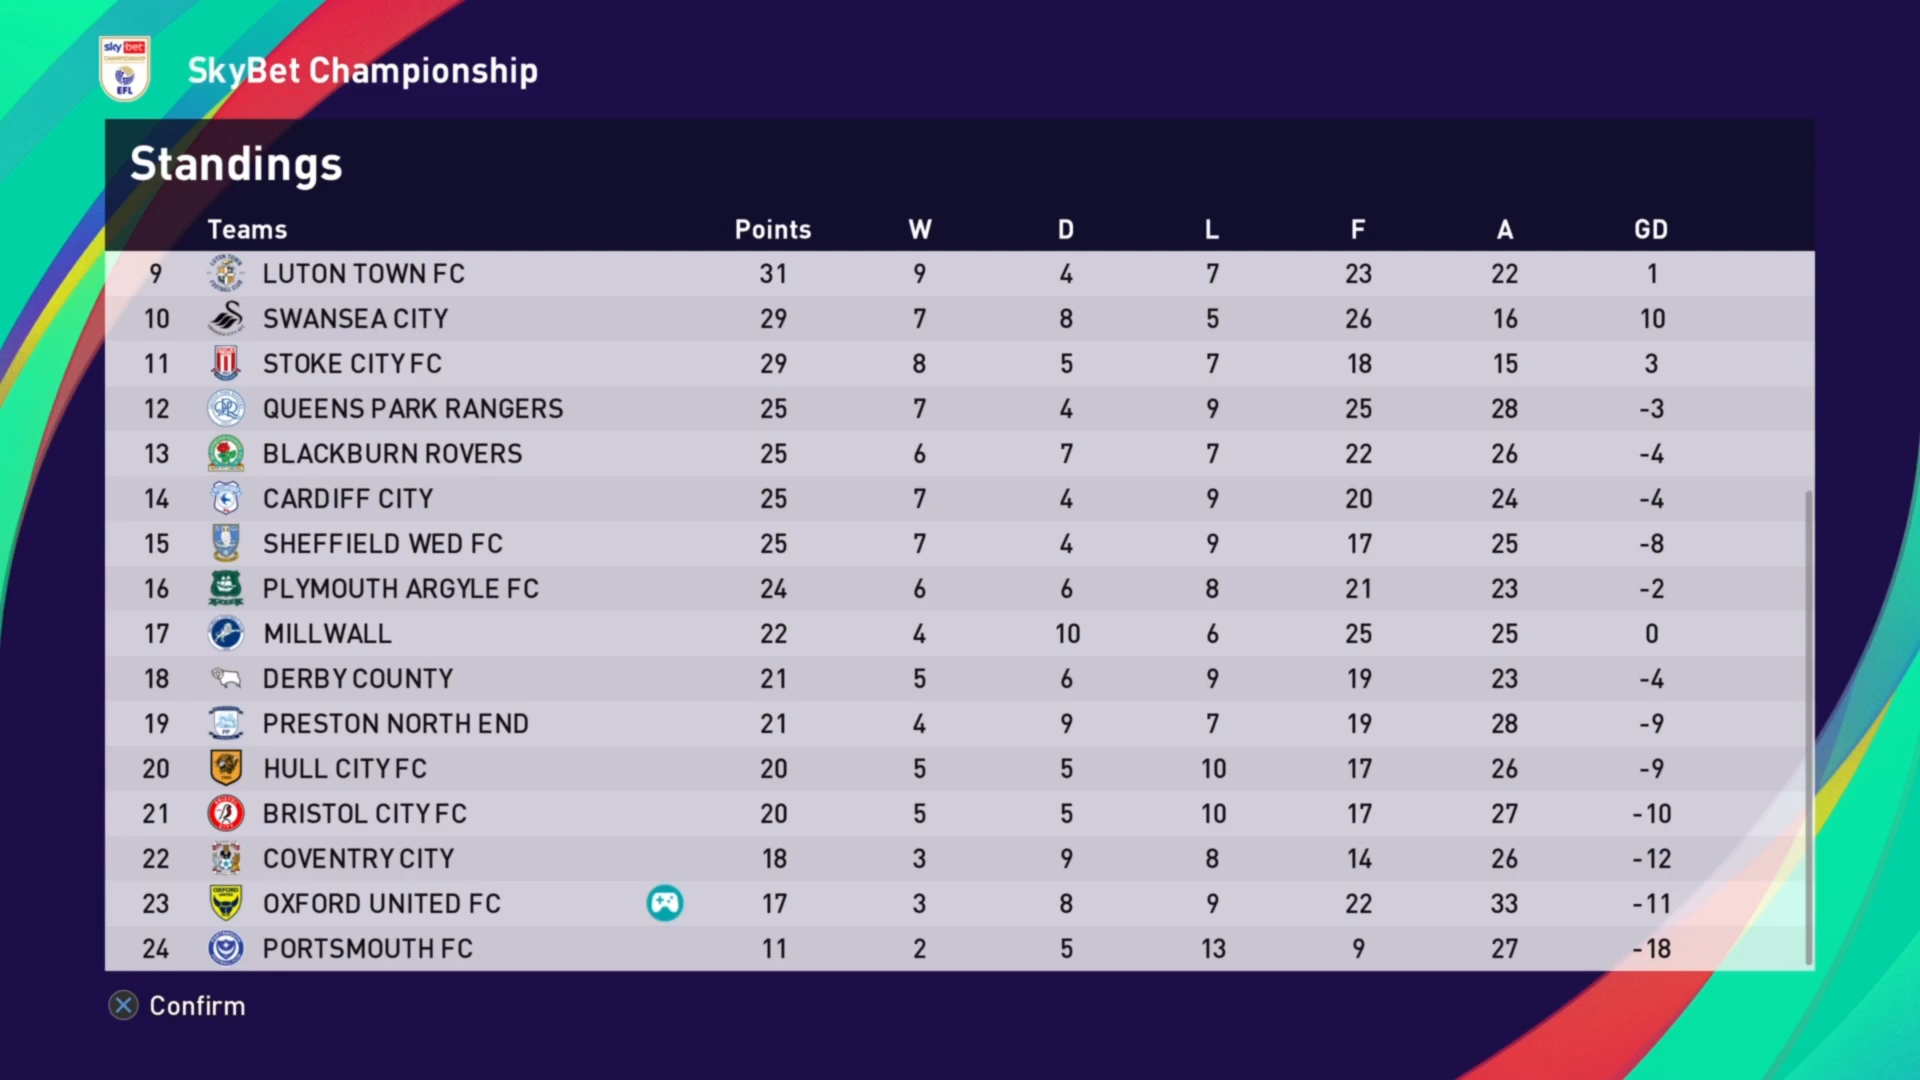 sky bet
CHAMPIONSHIP
EFL
SkyBet Championship
Standings
Teams Points W D L F A GD
9 LUTON TOWN FC 31 9 4 7 23 22 1
10 SWANSEA CITY 29 7 8 5 26 16 10
11 STOKE CITY FC 29 8 5 7 18 15 3
12 QUEENS PARK RANGERS 25 7 4 9 25 28 -3
13 BLACKBURN ROVERS 25 6 7 7 22 26 -4
14 CARDIFF CITY 25 7 4 9 20 24 -4
15 SHEFFIELD WED FC 25 7 4 9 17 25 -8
16 PLYMOUTH ARGYLE FC 24 6 6 8 21 23 -2
17 MILLWALL 22 4 10 6 25 25 0
18 DERBY COUNTY 21 5 6 9 19 23 -4
19 PRESTON NORTH END 21 4 9 7 19 28 -9
20 HULL CITY FC 20 5 5 10 17 26 -9
21 BRISTOL CITY FC 20 5 5 10 17 27 -10
22 COVENTRY CITY 18 3 9 8 14 26 -12
23 OXFORD UNITED FC 17 3 8 9 22 33 -11
24 PORTSMOUTH FC 11 2 5 13 9 27 -18
Confirm